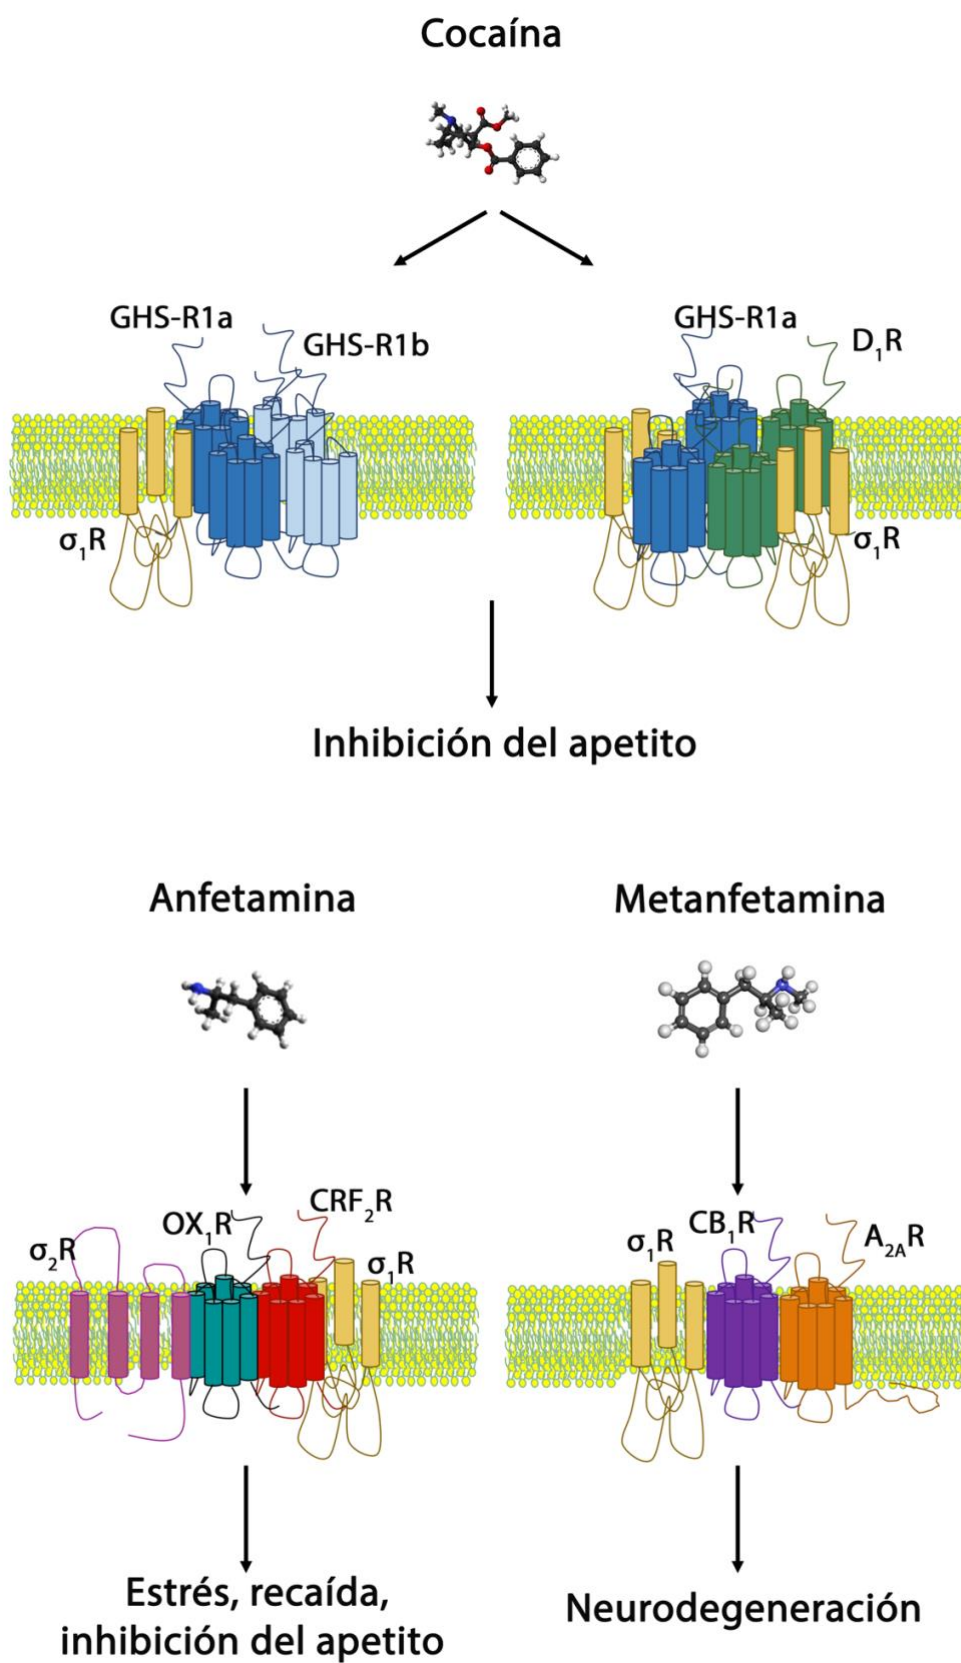 Cocaína
GHS-R1a
GHS-R1b
σ₁R
GHS-R1a
D₁R
σ₁R
Inhibición del apetito
Anfetamina
Metanfetamina
σ₂R
OX₁R
CRF₂R
σ₁R
σ₁R
CB₁R
A₂ₐR
Estrés, recaída,
inhibición del apetito
Neurodegeneración